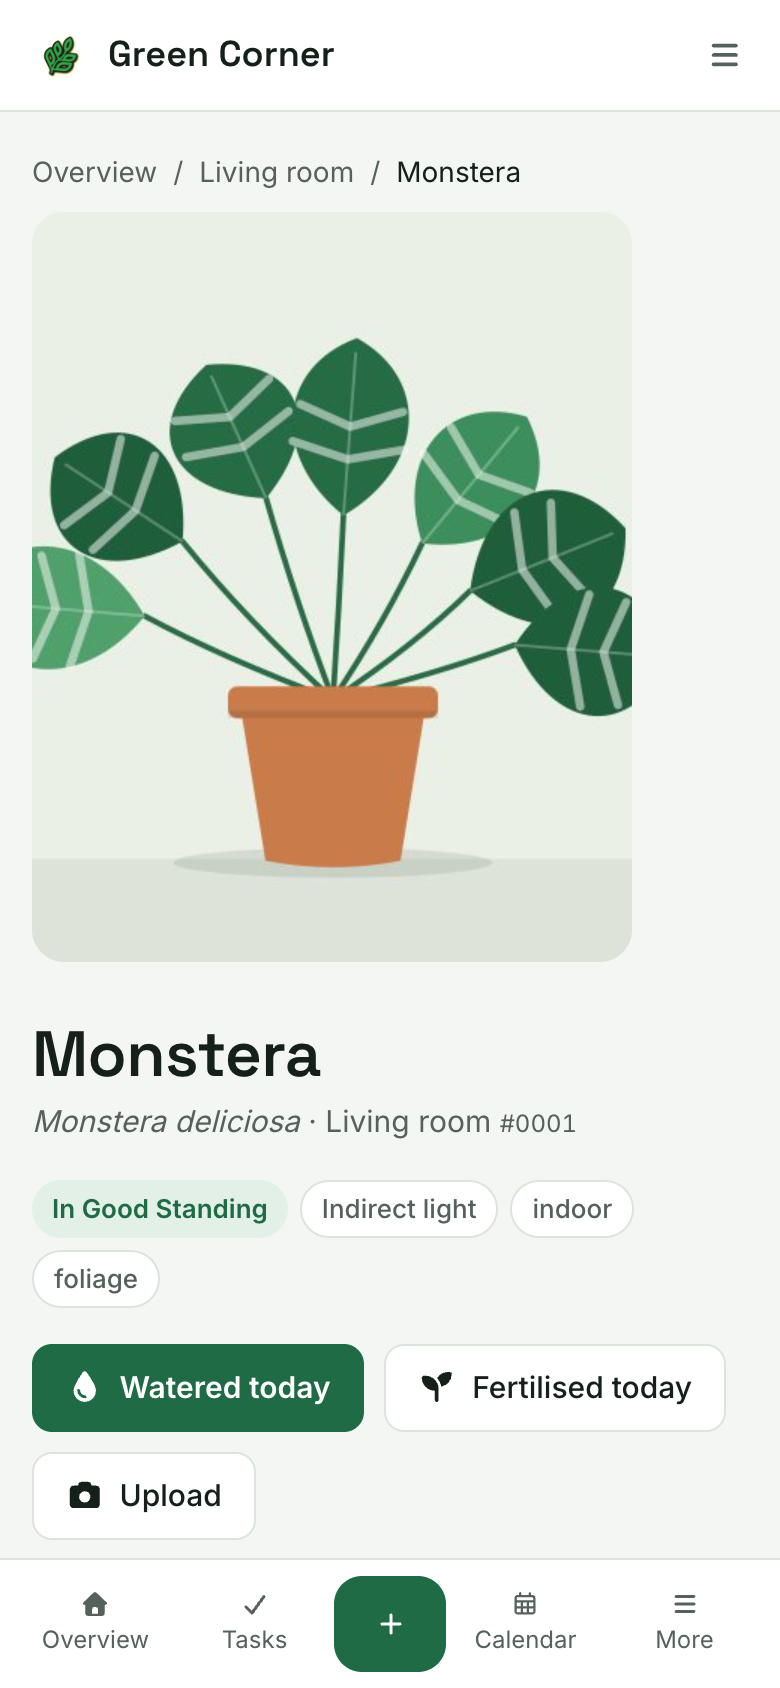 Green Corner
Overview / Living room / Monstera
Monstera
Monstera deliciosa · Living room #0001
In Good Standing Indirect light indoor
foliage
Watered today Fertilised today
Upload
Overview Tasks + Calendar More